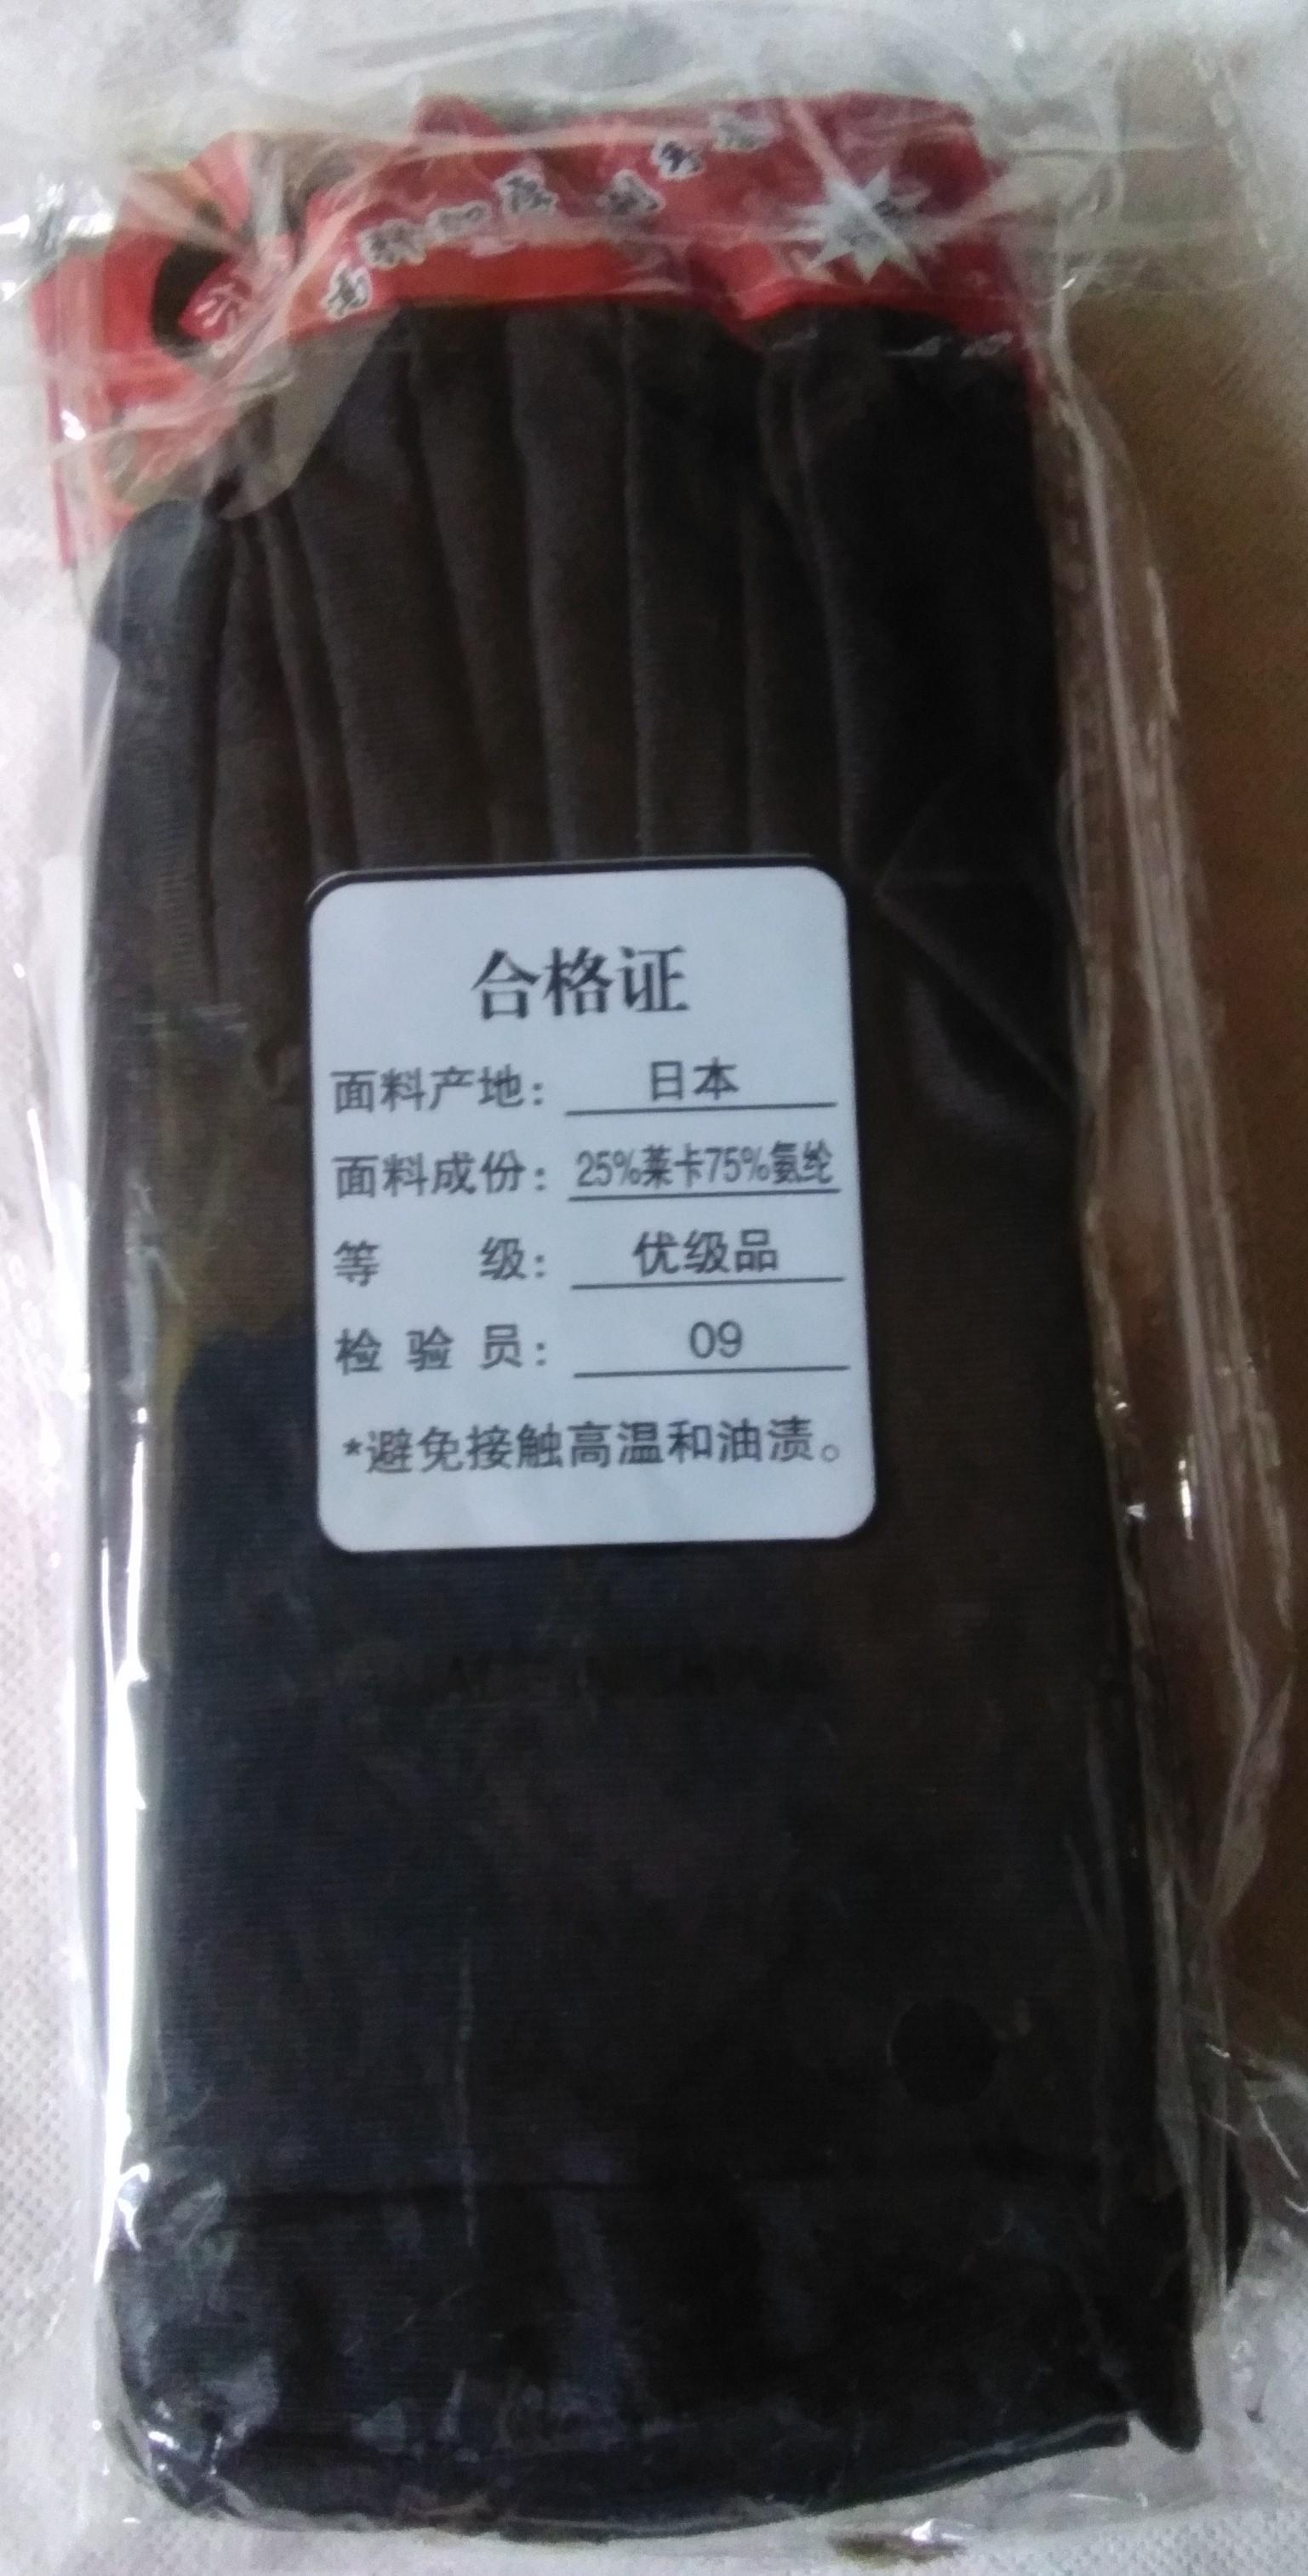 合格证
面料产地：日本
面料成份：25%莱卡75%氨纶
等级：优级品
检验员：09
*避免接触高温和油渍。